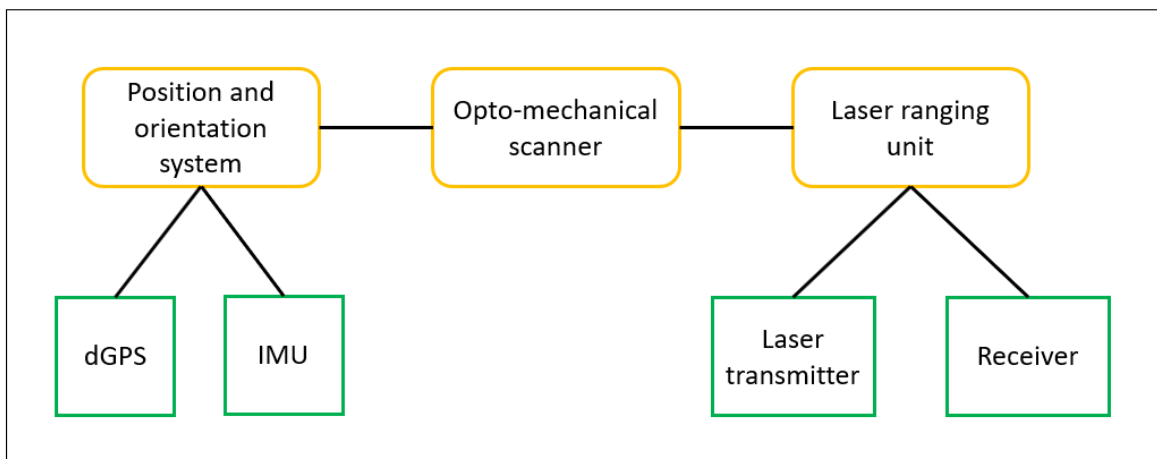 Position and
orientation
system
Opto-mechanical
scanner
Laser ranging
unit
dGPS
IMU
Laser
transmitter
Receiver